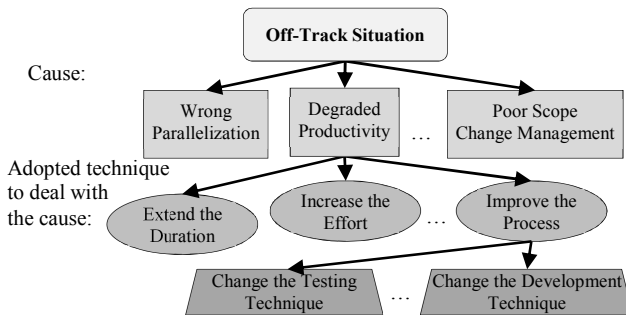 Off-Track Situation
Cause:
Wrong
Parallelization
Degraded
Productivity
...
Poor Scope
Change Management
Adopted technique
to deal with
the cause:
Extend the
Duration
Increase the
Effort
...
Improve the
Process
Change the Testing
Technique
...
Change the Development
Technique